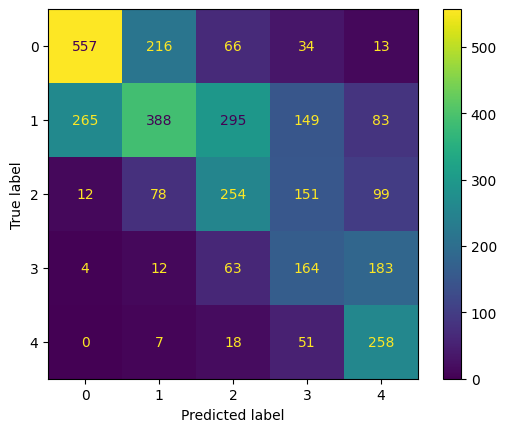 0 557 216 66 34 13
1 265 388 295 149 83
2 12 78 254 151 99
3 4 12 63 164 183
4 0 7 18 51 258
0 1 2 3 4
Predicted label
True label
500
400
300
200
100
0